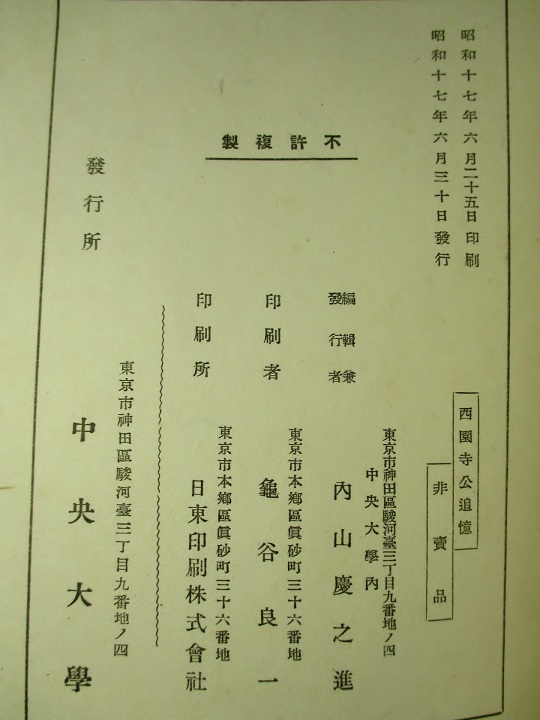 昭和十七年六月二十五日印刷
昭和十七年六月三十日發行
西園寺公追憶
非賣品
不許複製
編輯兼
發行者
東京市神田區駿河臺三丁目九番地ノ四
中央大學內
內山慶之進
印刷者
東京市本鄕區眞砂町三十六番地
龜谷良一
印刷所
東京市本鄕區眞砂町三十六番地
日東印刷株式會社
發行所
東京市神田區駿河臺三丁目九番地ノ四
中央大學